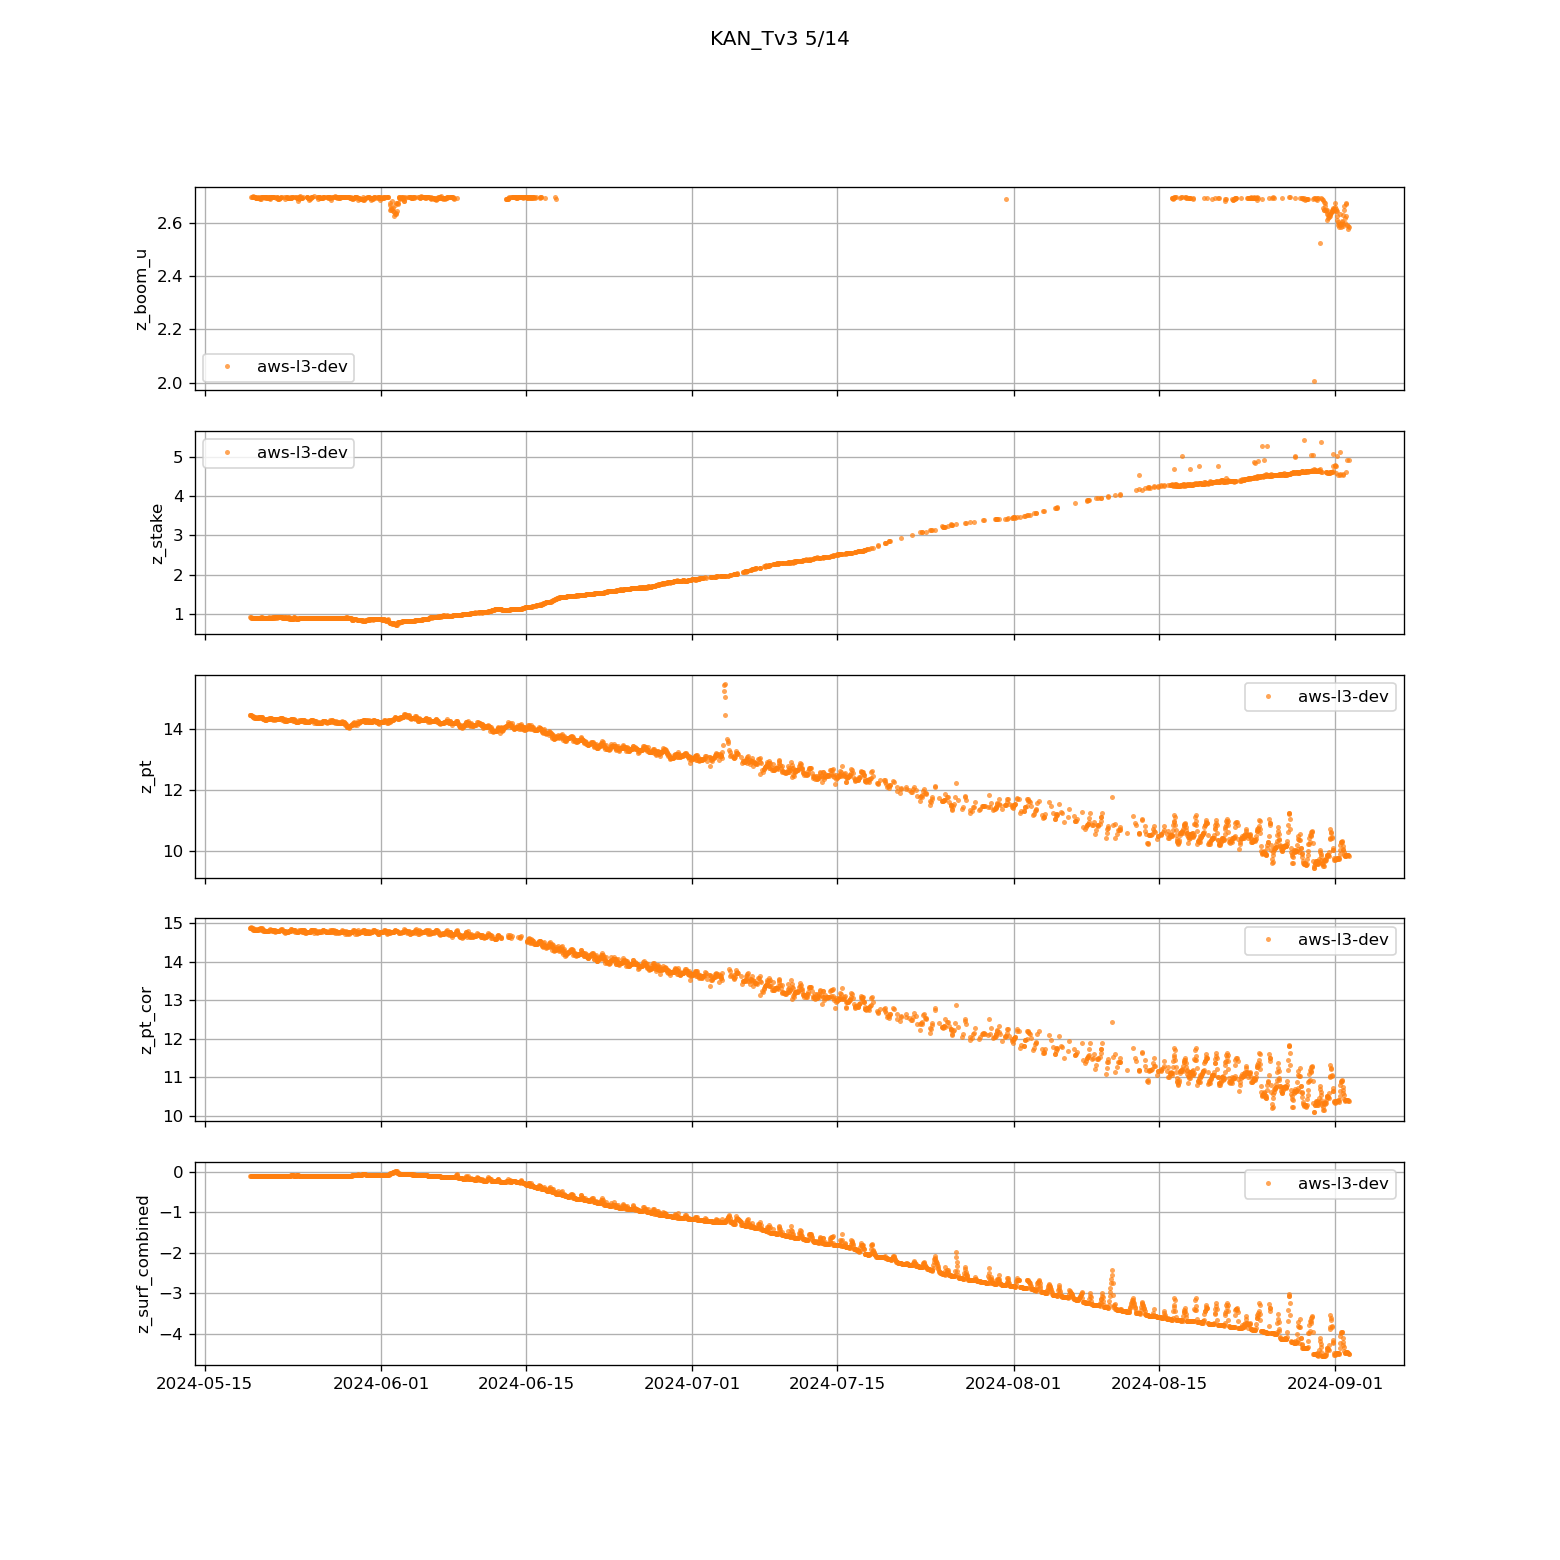 KAN_Tv3 5/14
z_boom_u
2.6
2.4
2.2
2.0
aws-l3-dev
z_stake
5
4
3
2
1
aws-l3-dev
z_pt
14
12
10
aws-l3-dev
z_pt_cor
15
14
13
12
11
10
aws-l3-dev
z_surf_combined
0
−1
−2
−3
−4
aws-l3-dev
2024-05-15 2024-06-01 2024-06-15 2024-07-01 2024-07-15 2024-08-01 2024-08-15 2024-09-01